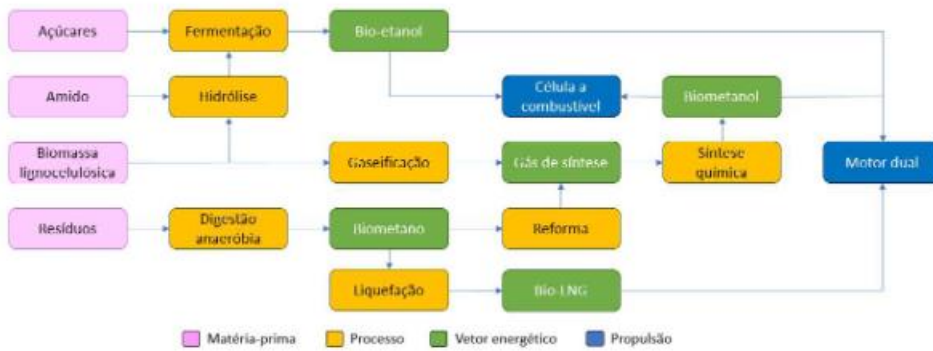 Açúcares
Fermentação
Bio-etanol
Amido
Hidrólise
Célula a
combustível
Biometanol
Biomassa
lignocelulósica
Gaseificação
Gás de síntese
Síntese
química
Motor dual
Resíduos
Digestão
anaeróbia
Biometano
Reforma
Liquefação
Bio-LNG
Matéria-prima
Processo
Vetor energético
Propulsão